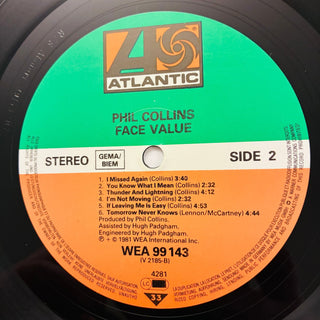 ATLANTIC
PHIL COLLINS
FACE VALUE
STEREO
GEMA/
BIEM
SIDE 2
1. I Missed Again (Collins) 3:40
2. You Know What I Mean (Collins) 2:32
3. Thunder And Lightning (Collins) 4:12
4. I'm Not Moving (Collins) 2:32
5. If Leaving Me Is Easy (Collins) 4:53
6. Tomorrow Never Knows (Lennon/McCartney) 4:44
Produced by Phil Collins.
Assisted by Hugh Padgham.
Engineered by Hugh Padgham.
℗ + © 1981 WEA International Inc.
WEA 99 143
(V 2185-B)
4281
LC
33